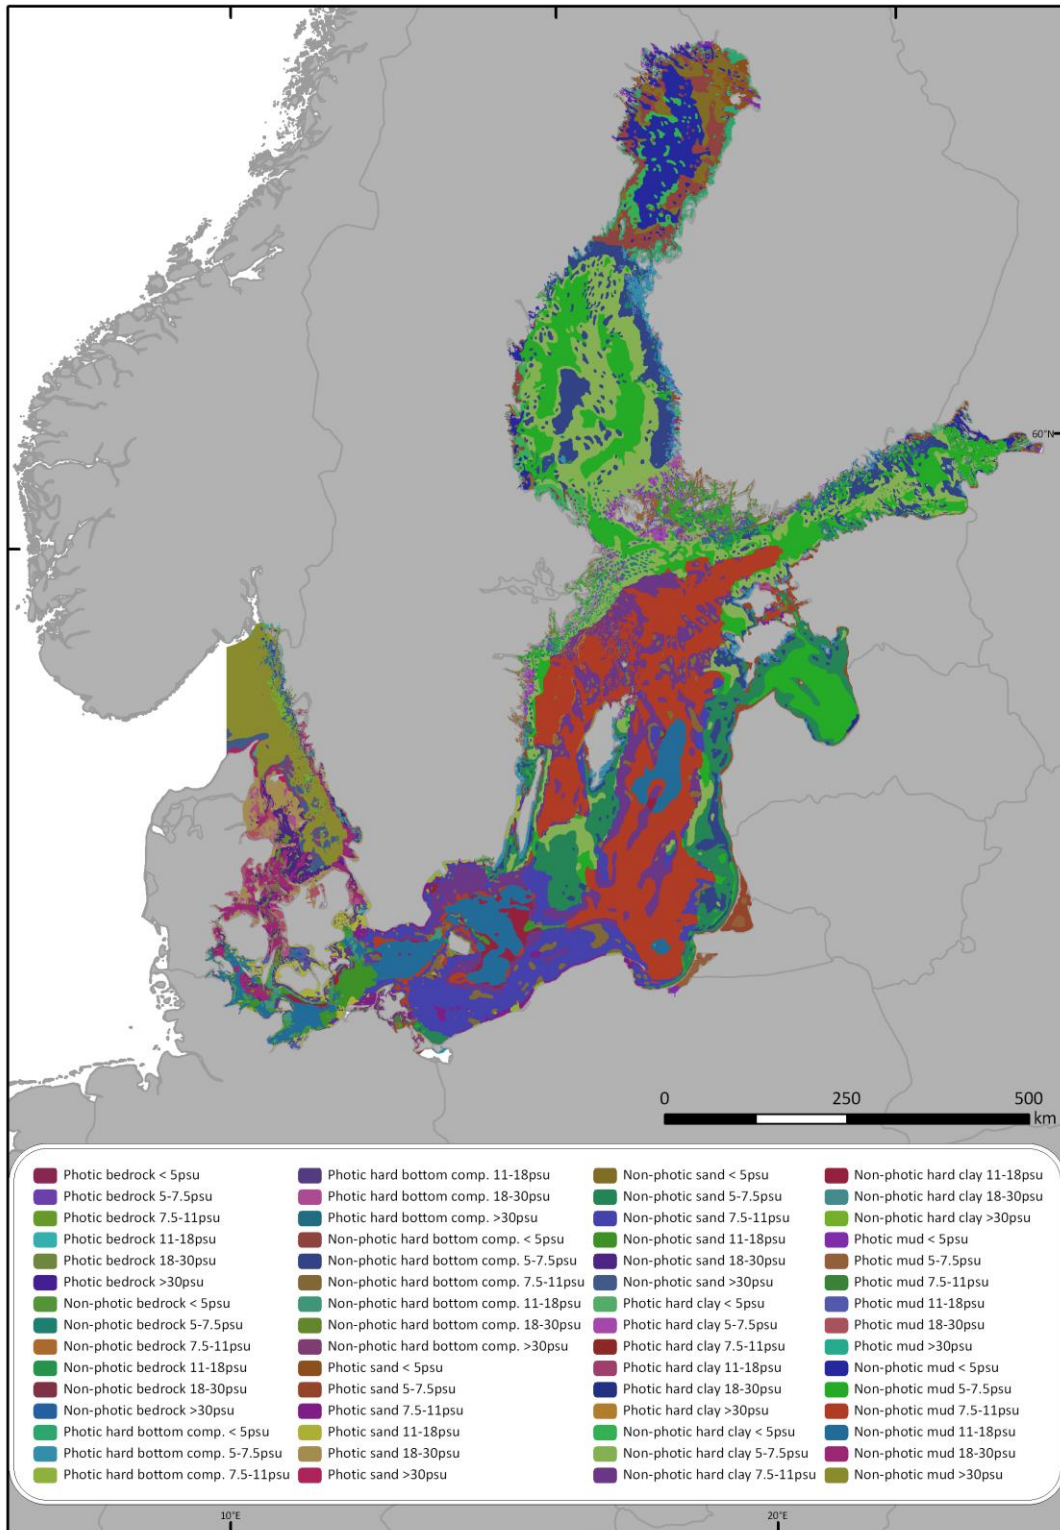 60°N
0 250 500
km
Photic bedrock < 5psu
Photic bedrock 5-7.5psu
Photic bedrock 7.5-11psu
Photic bedrock 11-18psu
Photic bedrock 18-30psu
Photic bedrock >30psu
Non-photic bedrock < 5psu
Non-photic bedrock 5-7.5psu
Non-photic bedrock 7.5-11psu
Non-photic bedrock 11-18psu
Non-photic bedrock 18-30psu
Non-photic bedrock >30psu
Photic hard bottom comp. < 5psu
Photic hard bottom comp. 5-7.5psu
Photic hard bottom comp. 7.5-11psu
Photic hard bottom comp. 11-18psu
Photic hard bottom comp. 18-30psu
Photic hard bottom comp. >30psu
Non-photic hard bottom comp. < 5psu
Non-photic hard bottom comp. 5-7.5psu
Non-photic hard bottom comp. 7.5-11psu
Non-photic hard bottom comp. 11-18psu
Non-photic hard bottom comp. 18-30psu
Non-photic hard bottom comp. >30psu
Photic sand < 5psu
Photic sand 5-7.5psu
Photic sand 7.5-11psu
Photic sand 11-18psu
Photic sand 18-30psu
Photic sand >30psu
Non-photic sand < 5psu
Non-photic sand 5-7.5psu
Non-photic sand 7.5-11psu
Non-photic sand 11-18psu
Non-photic sand 18-30psu
Non-photic sand >30psu
Photic hard clay < 5psu
Photic hard clay 5-7.5psu
Photic hard clay 7.5-11psu
Photic hard clay 11-18psu
Photic hard clay 18-30psu
Photic hard clay >30psu
Non-photic hard clay < 5psu
Non-photic hard clay 5-7.5psu
Non-photic hard clay 7.5-11psu
Non-photic hard clay 11-18psu
Non-photic hard clay 18-30psu
Non-photic hard clay >30psu
Photic mud < 5psu
Photic mud 5-7.5psu
Photic mud 7.5-11psu
Photic mud 11-18psu
Photic mud 18-30psu
Photic mud >30psu
Non-photic mud < 5psu
Non-photic mud 5-7.5psu
Non-photic mud 7.5-11psu
Non-photic mud 11-18psu
Non-photic mud 18-30psu
Non-photic mud >30psu
10°E 20°E